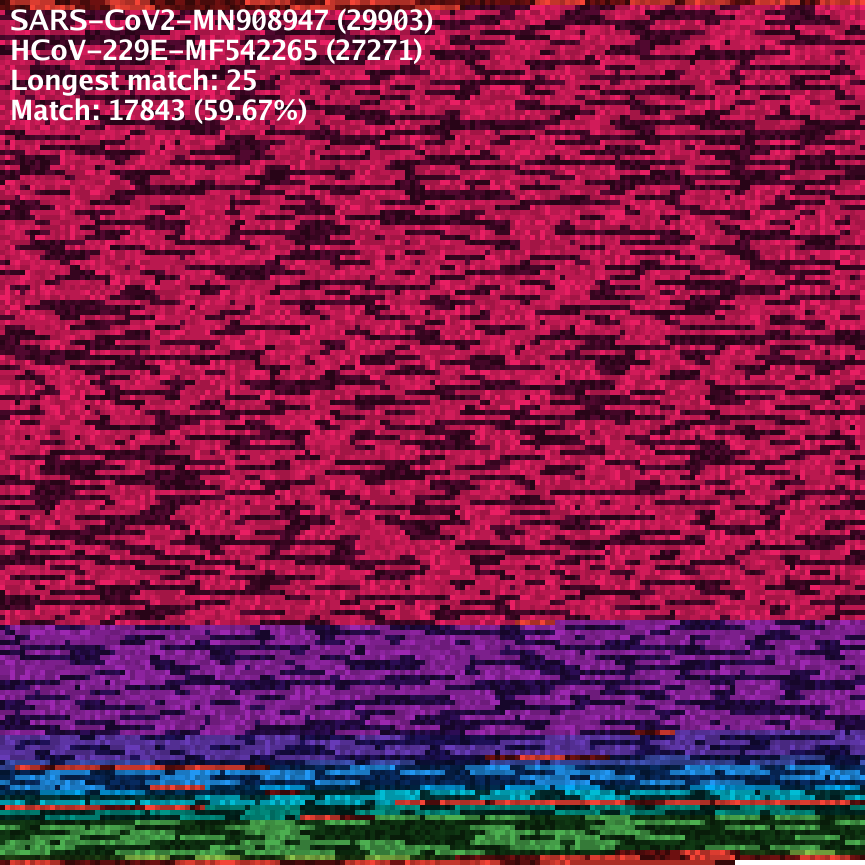 SARS-CoV2-MN908947 (29903)
HCoV-229E-MF542265 (27271)
Longest match: 25
Match: 17843 (59.67%)